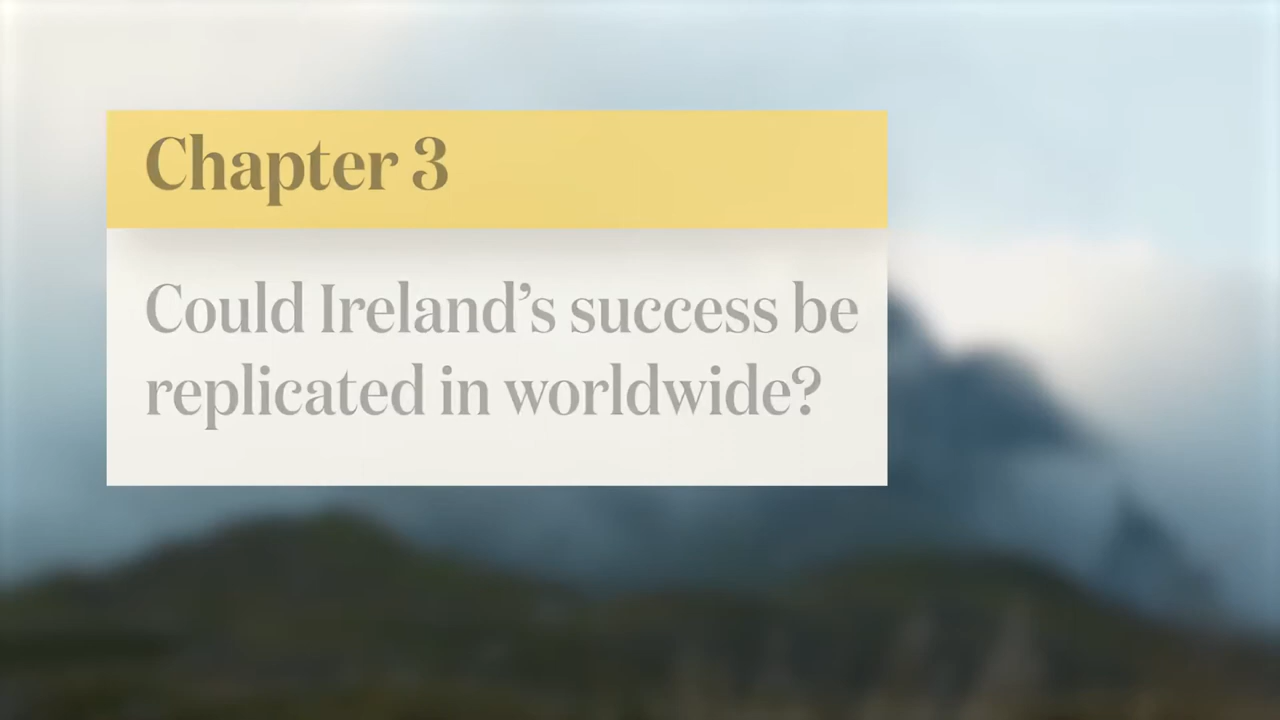 Chapter 3
Could Ireland’s success be
replicated in worldwide?